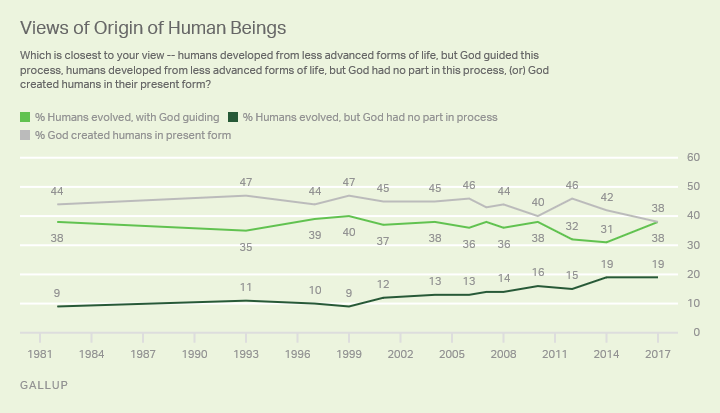 Views of Origin of Human Beings
Which is closest to your view -- humans developed from less advanced forms of life, but God guided this
process, humans developed from less advanced forms of life, but God had no part in this process, (or) God
created humans in their present form?
% Humans evolved, with God guiding % Humans evolved, but God had no part in process
% God created humans in present form
60
50
40
30
20
10
0
44 47 44 47 45 45 46 44 40 46 42 38
38 35 39 40 37 38 36 36 38 32 31 38
9 11 10 9 12 13 13 14 16 15 19 19
1981 1984 1987 1990 1993 1996 1999 2002 2005 2008 2011 2014 2017
GALLUP